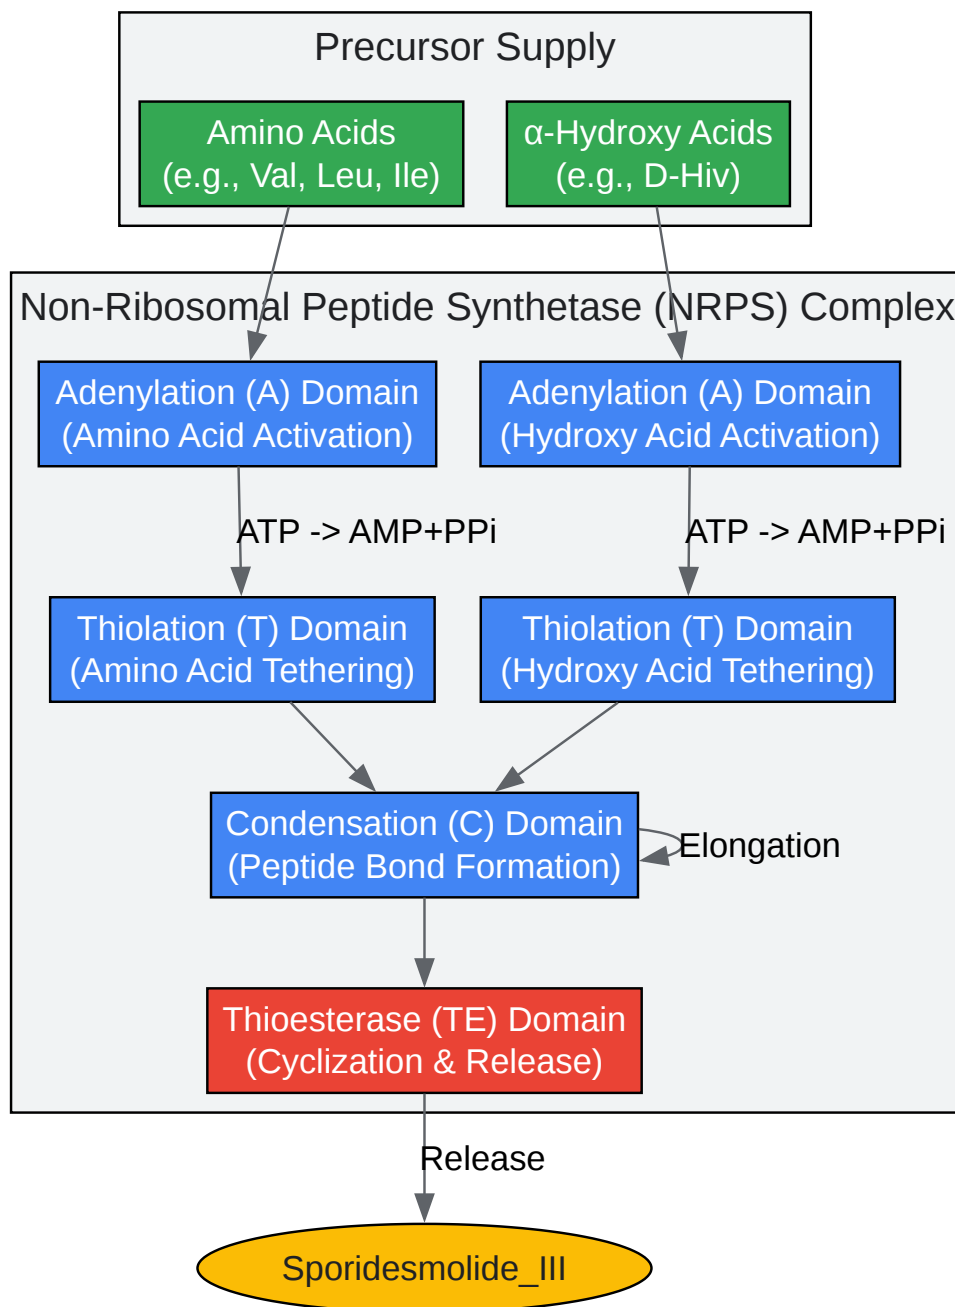 Precursor Supply
Amino Acids
(e.g., Val, Leu, Ile)
α-Hydroxy Acids
(e.g., D-Hiv)
Non-Ribosomal Peptide Synthetase (NRPS) Complex
Adenylation (A) Domain
(Amino Acid Activation)
Adenylation (A) Domain
(Hydroxy Acid Activation)
ATP -> AMP+PPi
ATP -> AMP+PPi
Thiolation (T) Domain
(Amino Acid Tethering)
Thiolation (T) Domain
(Hydroxy Acid Tethering)
Condensation (C) Domain
(Peptide Bond Formation)
Elongation
Thioesterase (TE) Domain
(Cyclization & Release)
Release
Sporidesmolide_III